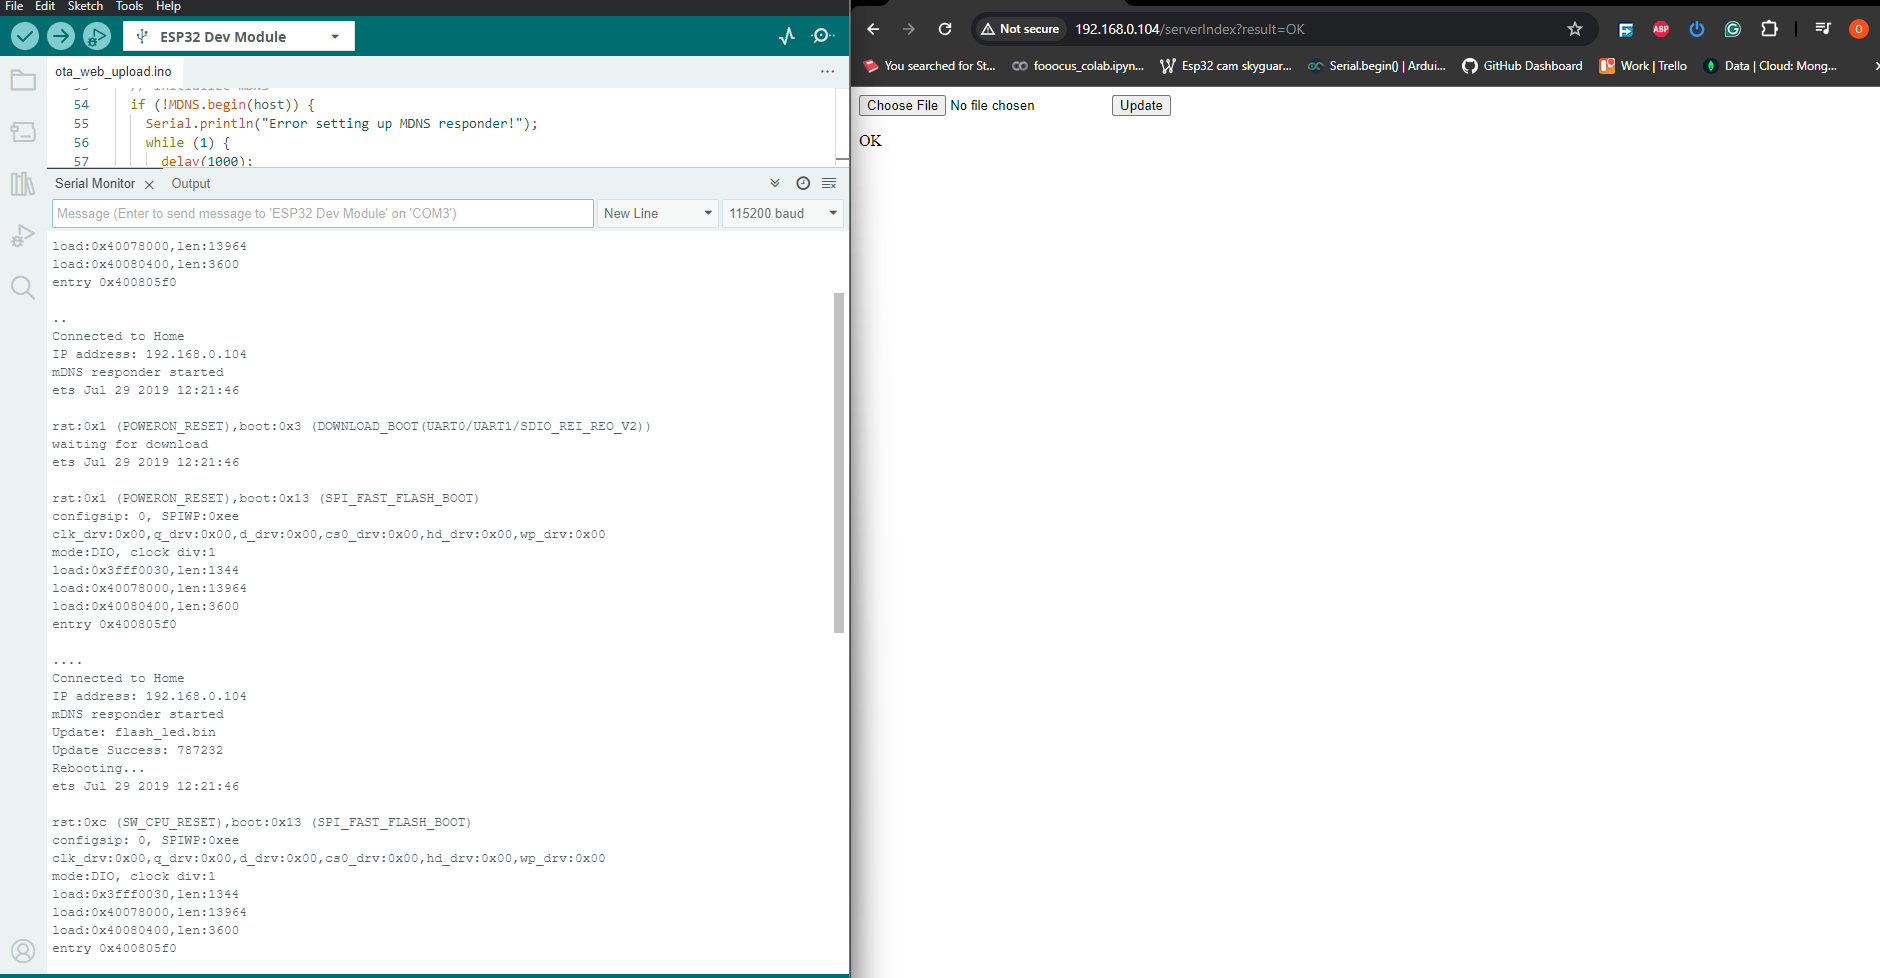 File Edit Sketch Tools Help
ESP32 Dev Module
ota_web_upload.ino
54 if (!MDNS.begin(host)) {
55 Serial.println("Error setting up MDNS responder!");
56 while (1) {
57 delay(1000);
Serial Monitor Output
Message (Enter to send message to 'ESP32 Dev Module' on 'COM3')
New Line
115200 baud
load:0x40078000,len:13964
load:0x40080400,len:3600
entry 0x400805f0
..
Connected to Home
IP address: 192.168.0.104
mDNS responder started
ets Jul 29 2019 12:21:46
rst:0x1 (POWERON_RESET),boot:0x3 (DOWNLOAD_BOOT(UART0/UART1/SDIO_REI_REO_V2))
waiting for download
ets Jul 29 2019 12:21:46
rst:0x1 (POWERON_RESET),boot:0x13 (SPI_FAST_FLASH_BOOT)
configsip: 0, SPIWP:0xee
clk_drv:0x00,q_drv:0x00,d_drv:0x00,cs0_drv:0x00,hd_drv:0x00,wp_drv:0x00
mode:DIO, clock div:1
load:0x3fff0030,len:1344
load:0x40078000,len:13964
load:0x40080400,len:3600
entry 0x400805f0
....
Connected to Home
IP address: 192.168.0.104
mDNS responder started
Update: flash_led.bin
Update Success: 787232
Rebooting...
ets Jul 29 2019 12:21:46
rst:0xc (SW_CPU_RESET),boot:0x13 (SPI_FAST_FLASH_BOOT)
configsip: 0, SPIWP:0xee
clk_drv:0x00,q_drv:0x00,d_drv:0x00,cs0_drv:0x00,hd_drv:0x00,wp_drv:0x00
mode:DIO, clock div:1
load:0x3fff0030,len:1344
load:0x40078000,len:13964
load:0x40080400,len:3600
entry 0x400805f0
Not secure 192.168.0.104/serverIndex?result=OK
ABP
O
You searched for St... fooocus_colab.ipyn... Esp32 cam skyguar... Serial.begin() | Ardui... GitHub Dashboard Work | Trello Data | Cloud: Mong...
Choose File No file chosen Update
OK